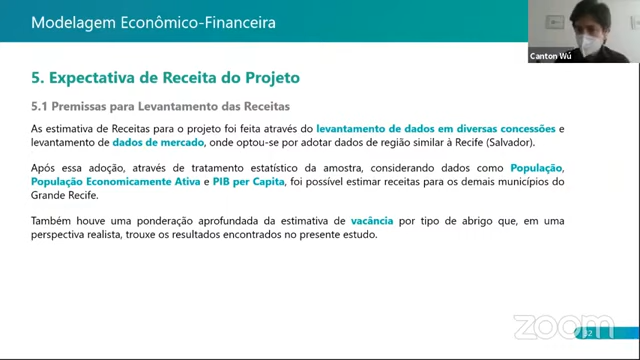 Modelagem Econômico-Financeira
Canton Wú
5. Expectativa de Receita do Projeto
5.1 Premissas para Levantamento das Receitas
As estimativa de Receitas para o projeto foi feita através do levantamento de dados em diversas concessões e
levantamento de dados de mercado, onde optou-se por adotar dados de região similar à Recife (Salvador).
Após essa adoção, através de tratamento estatístico da amostra, considerando dados como População,
População Economicamente Ativa e PIB per Capita, foi possível estimar receitas para os demais municípios do
Grande Recife.
Também houve uma ponderação aprofundada da estimativa de vacância por tipo de abrigo que, em uma
perspectiva realista, trouxe os resultados encontrados no presente estudo.
zoom
32